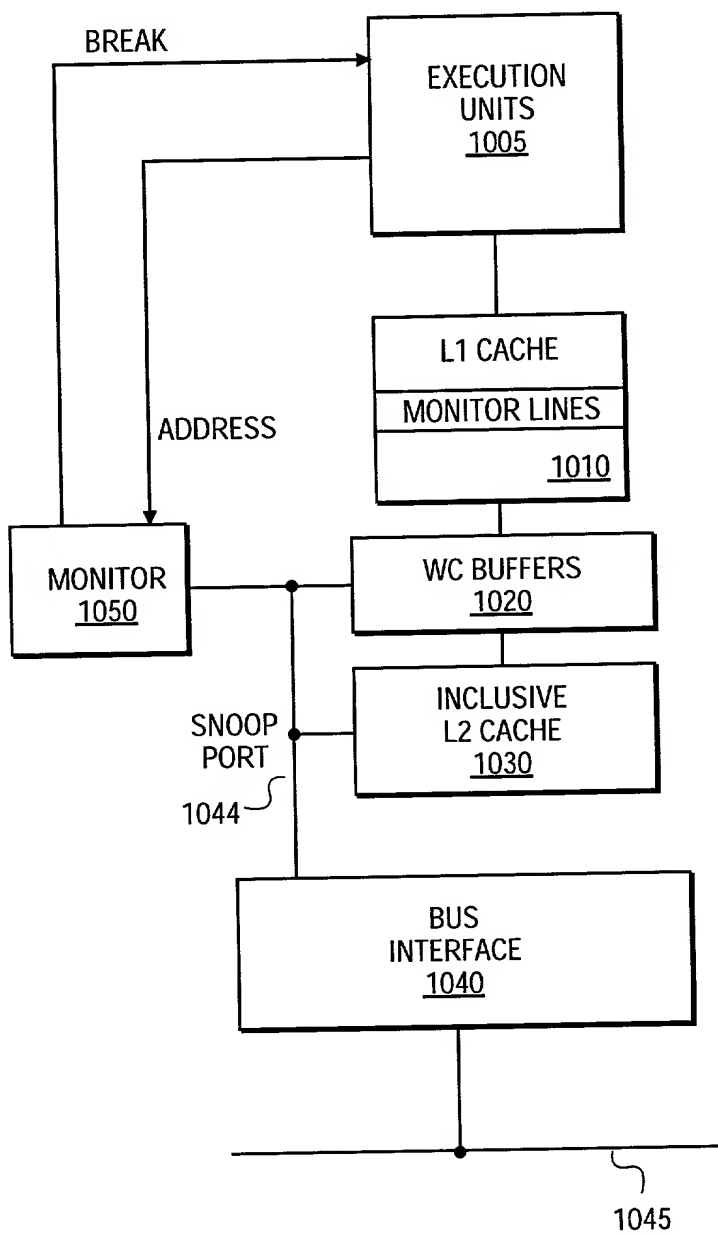 BREAK
EXECUTION
UNITS
1005
L1 CACHE
MONITOR LINES
1010
ADDRESS
MONITOR
1050
WC BUFFERS
1020
SNOOP
PORT
1044
INCLUSIVE
L2 CACHE
1030
BUS
INTERFACE
1040
1045